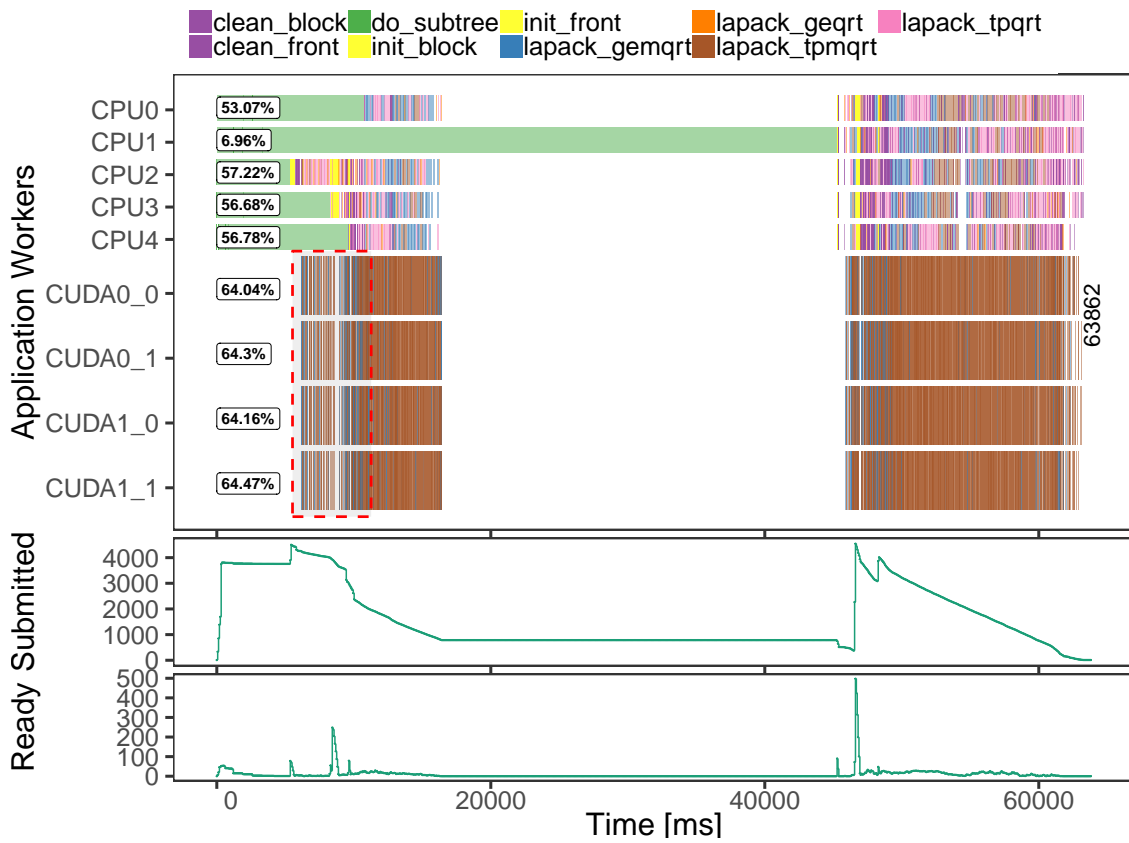 clean_block do_subtree init_front lapack_geqrt lapack_tpqrt
clean_front init_block lapack_gemqrt lapack_tpmqrt
Application Workers
CPU0 53.07%
CPU1 6.96%
CPU2 57.22%
CPU3 56.68%
CPU4 56.78%
CUDA0_0 64.04%
CUDA0_1 64.3%
CUDA1_0 64.16%
CUDA1_1 64.47%
63862
Submitted
4000
3000
2000
1000
0
Ready
500
400
300
200
100
0
0 20000 40000 60000
Time [ms]